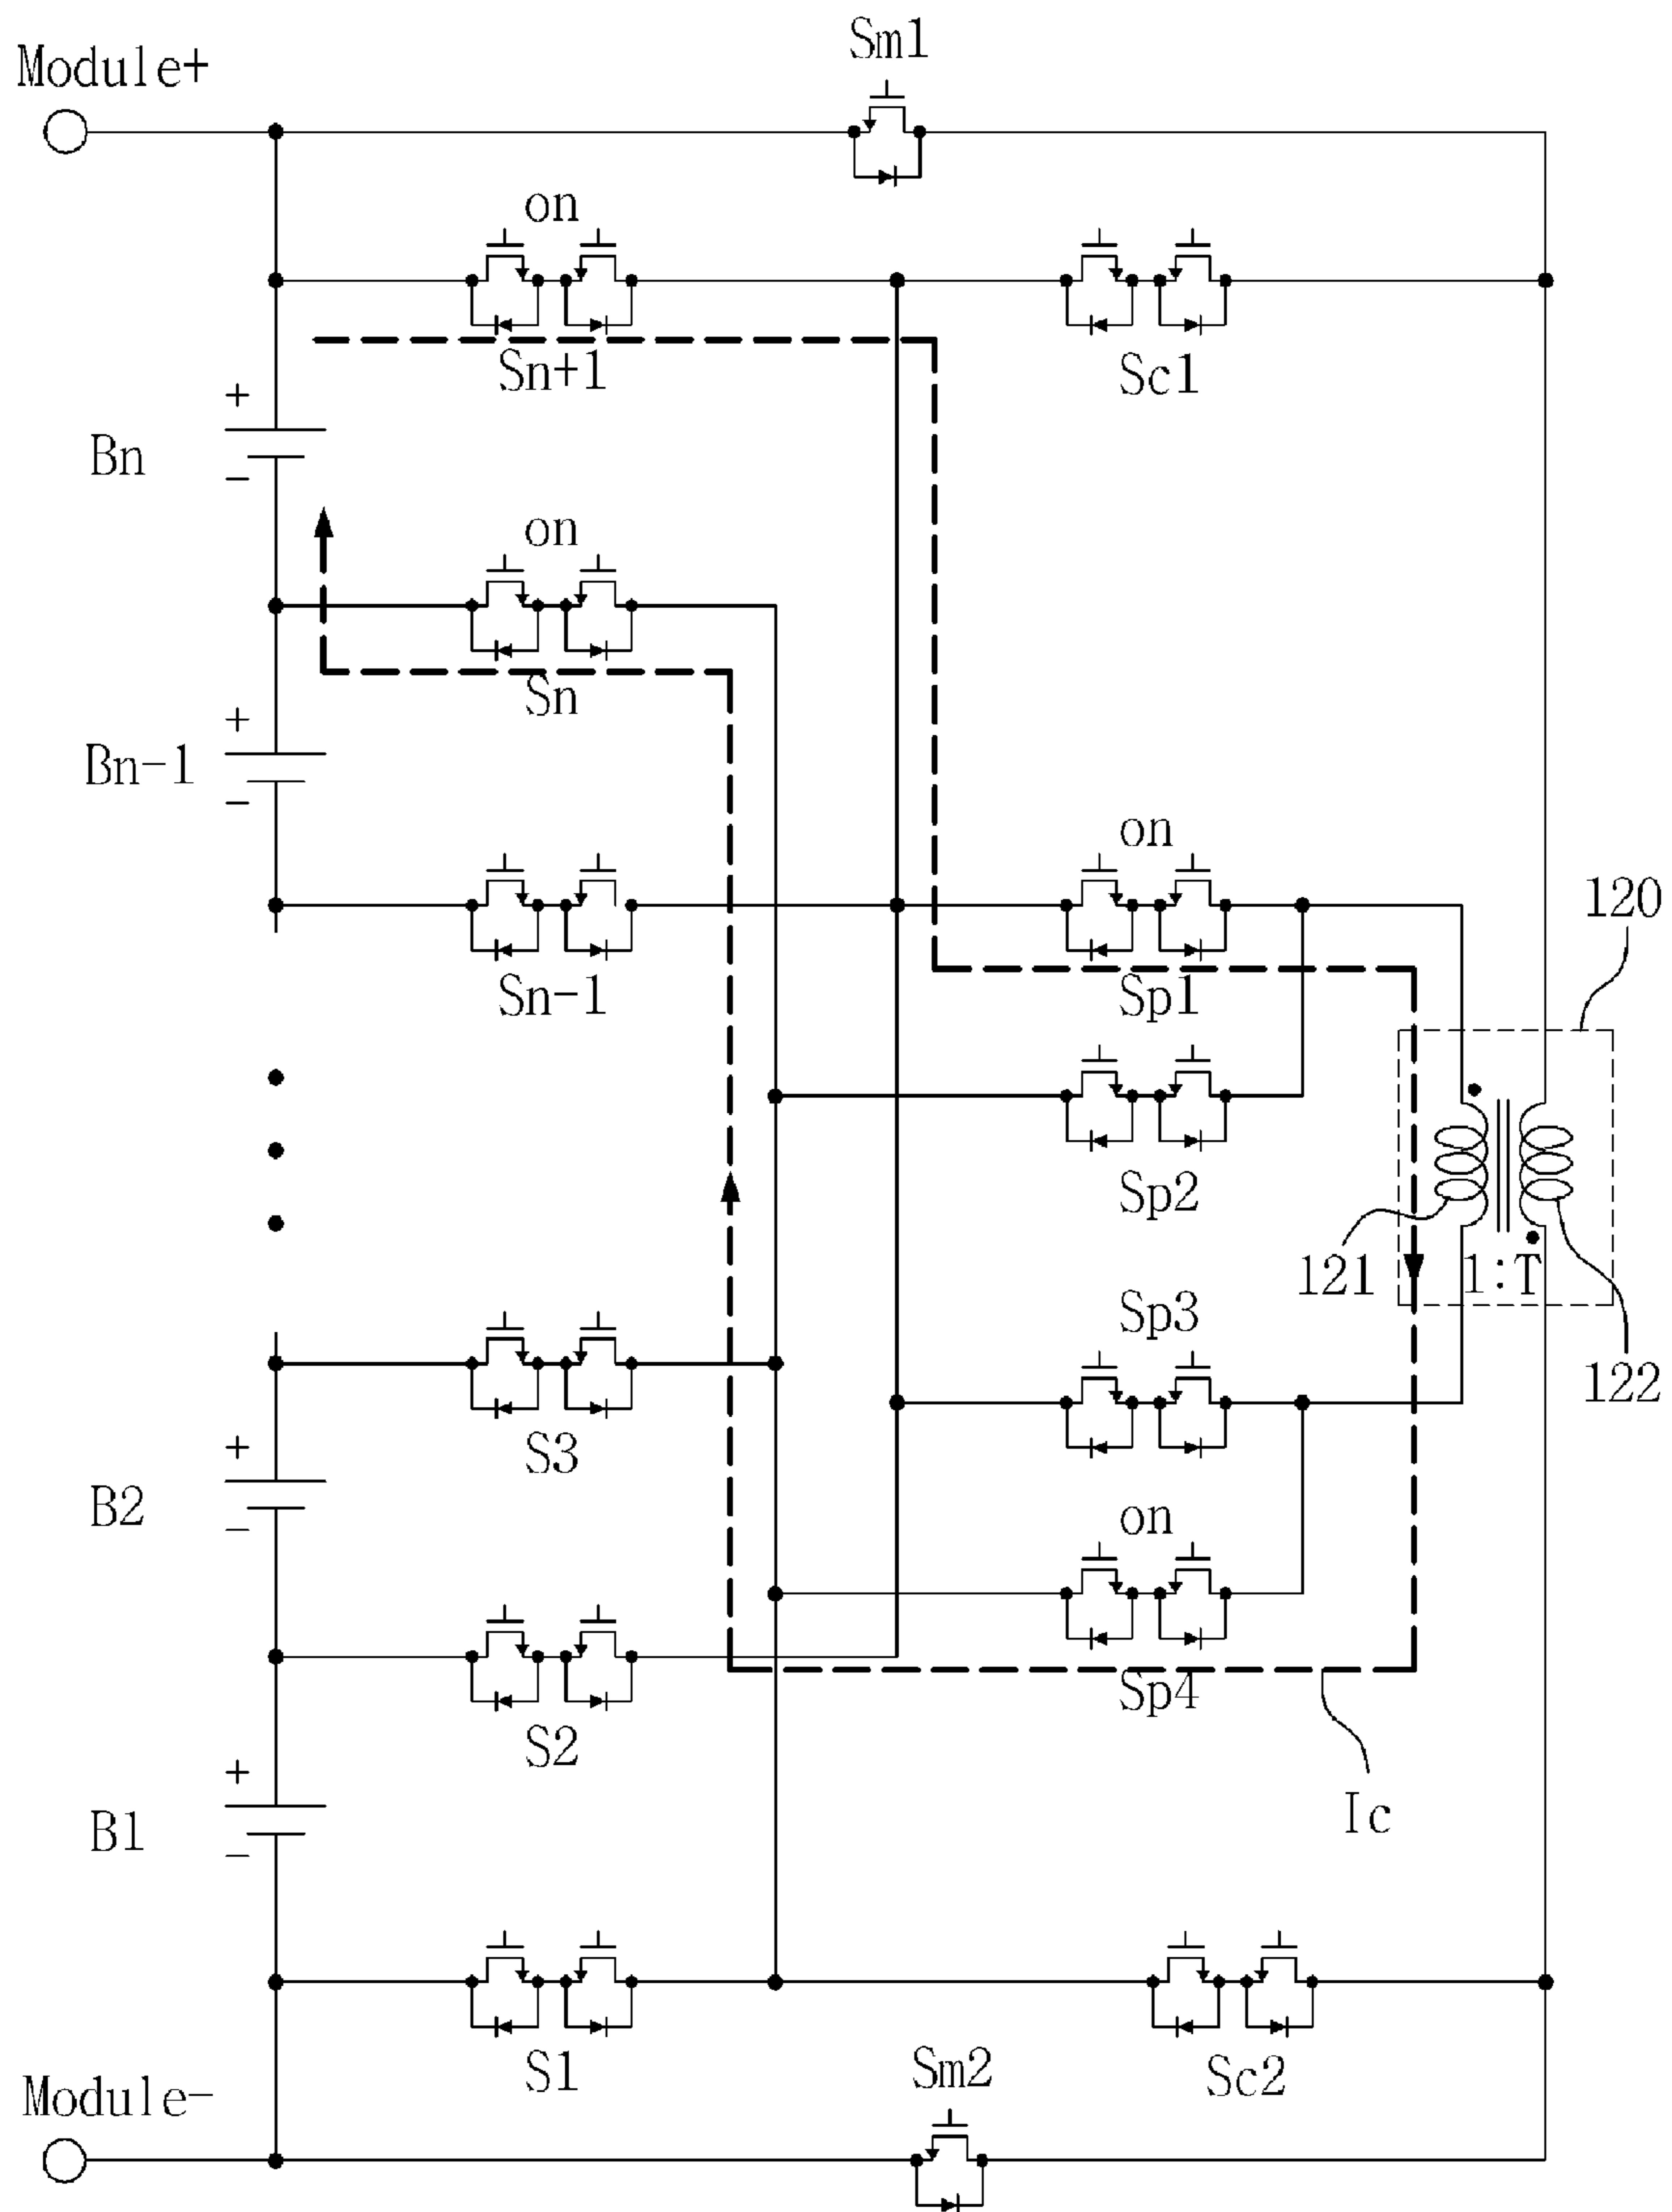 Sm1
Module+
on
Sn+1
Sc1
+
Bn
−
on
Sn
+
Bn-1
−
on
120
Sn-1
Sp1
Sp2
121
1:T
Sp3
122
+
S3
B2
on
−
Sp4
S2
+
Ic
B1
−
S1
Sm2
Sc2
Module-